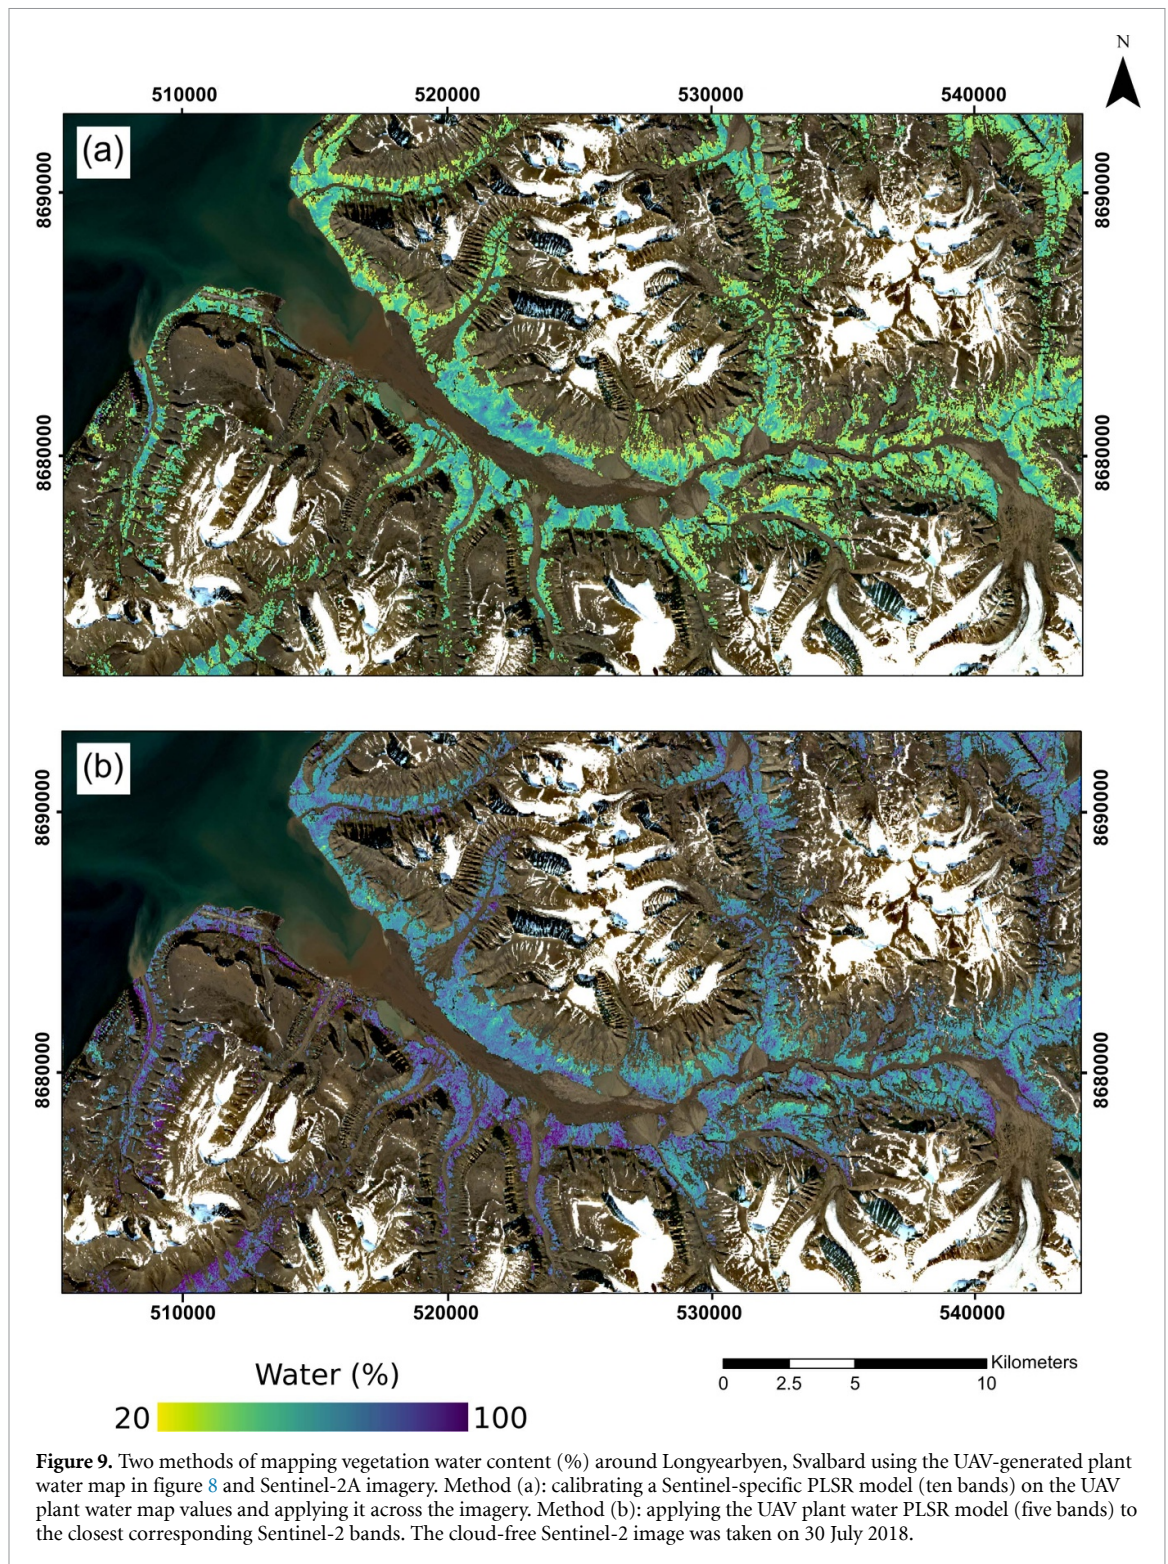 N
510000 520000 530000 540000
(a)
8690000 8690000
8680000 8680000
(b)
8690000 8690000
8680000 8680000
510000 520000 530000 540000
Water (%)
20 100
Kilometers
0 2.5 5 10
Figure 9. Two methods of mapping vegetation water content (%) around Longyearbyen, Svalbard using the UAV-generated plant
water map in figure 8 and Sentinel-2A imagery. Method (a): calibrating a Sentinel-specific PLSR model (ten bands) on the UAV
plant water map values and applying it across the imagery. Method (b): applying the UAV plant water PLSR model (five bands) to
the closest corresponding Sentinel-2 bands. The cloud-free Sentinel-2 image was taken on 30 July 2018.